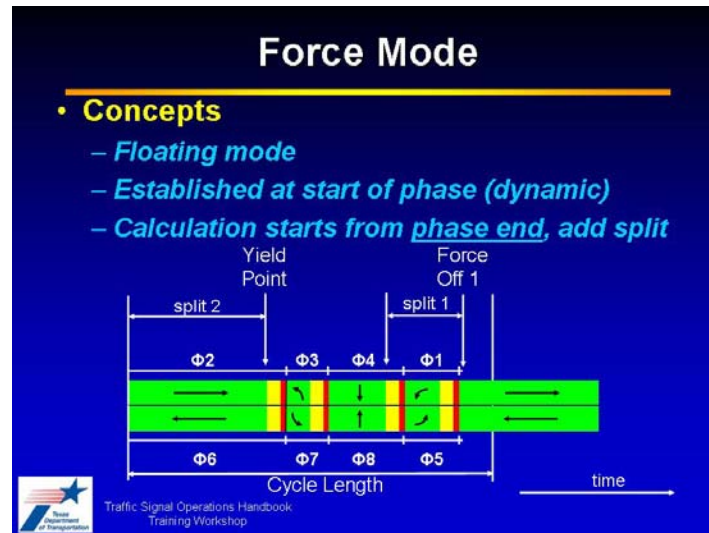 Force Mode
• Concepts
– Floating mode
– Established at start of phase (dynamic)
– Calculation starts from phase end, add split
Yield
Point
Force
Off 1
split 2
split 1
Φ2 Φ3 Φ4 Φ1
Φ6 Φ7 Φ8 Φ5
Cycle Length
time
Texas
Department
of Transportation
Traffic Signal Operations Handbook
Training Workshop